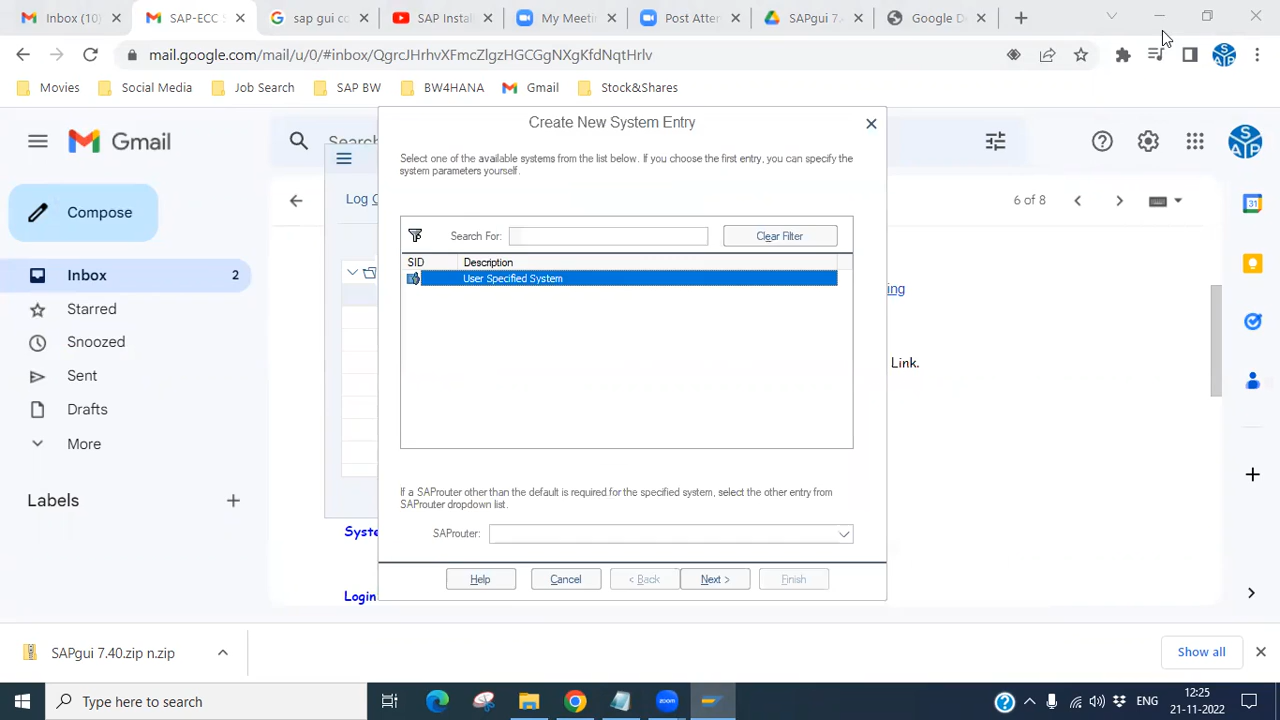 Inbox (10)
SAP-ECC S
sap gui co
SAP Instal
My Meeti
Post Atten
SAPgui 7.4
Google D
mail.google.com/mail/u/0/#inbox/QgrcJHrhvXFmcZlgzHGCGgNXgKfdNqtHrlv
Movies
Social Media
Job Search
SAP BW
BW4HANA
Gmail
Stock&Shares
Gmail
Compose
Inbox 2
Starred
Snoozed
Sent
Drafts
More
Labels
6 of 8
Create New System Entry
Select one of the available systems from the list below. If you choose the first entry, you can specify the
system parameters yourself.
Search For:
Clear Filter
SID Description
User Specified System
If a SAProuter other than the default is required for the specified system, select the other entry from
SAProuter dropdown list.
SAProuter:
Help
Cancel
< Back
Next >
Finish
Link.
Login
SAPgui 7.40.zip n.zip
Show all
Type here to search
zoom
ENG
12:25
21-11-2022